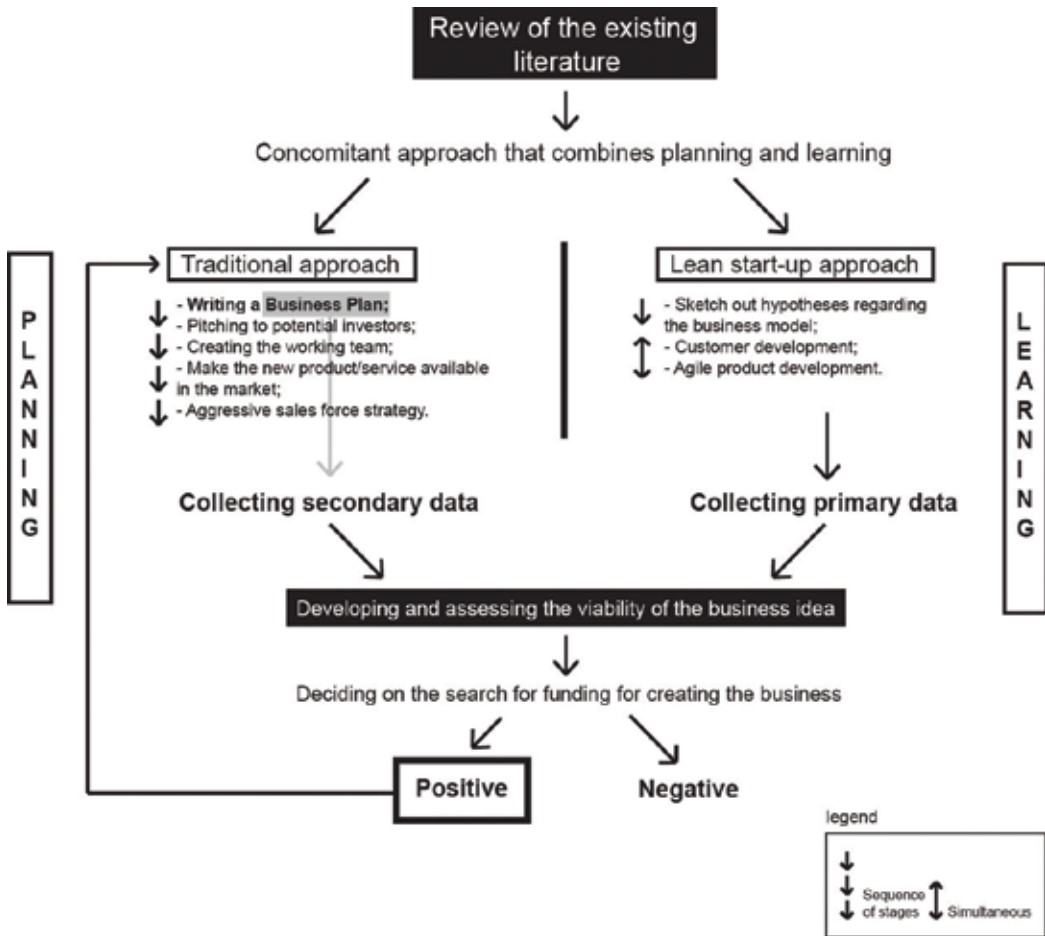 Review of the existing
literature
Concomitant approach that combines planning and learning
PLANNING
Traditional approach
- Writing a Business Plan;
- Pitching to potential investors;
- Creating the working team;
- Make the new product/service available
in the market;
- Aggressive sales force strategy.
Lean start-up approach
- Sketch out hypotheses regarding
the business model;
- Customer development;
- Agile product development.
LEARNING
Collecting secondary data
Collecting primary data
Developing and assessing the viability of the business idea
Deciding on the search for funding for creating the business
Positive
Negative
legend
Sequence
of stages
Simultaneous